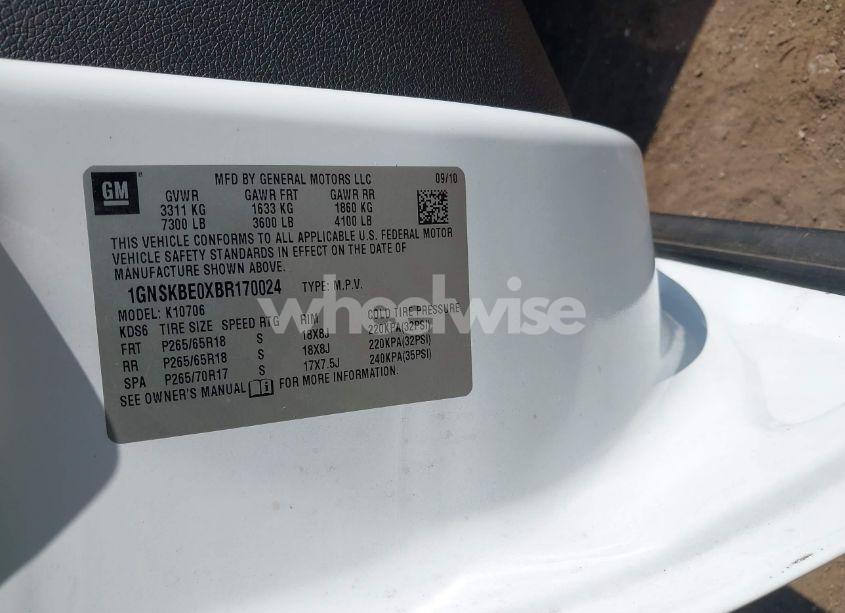 GM
MFD BY GENERAL MOTORS LLC 09/10
GVWR GAWR FRT GAWR RR
3311 KG 1633 KG 1860 KG
7300 LB 3600 LB 4100 LB
THIS VEHICLE CONFORMS TO ALL APPLICABLE U.S. FEDERAL MOTOR
VEHICLE SAFETY STANDARDS IN EFFECT ON THE DATE OF
MANUFACTURE SHOWN ABOVE.
1GNSKBE0XBR170024 TYPE: M.P.V.
MODEL: K10706
KDS6 TIRE SIZE SPEED RTG RIM COLD TIRE PRESSURE
FRT P265/65R18 S 18X8J 220KPA(32PSI)
RR P265/65R18 S 18X8J 220KPA(32PSI)
SPA P265/70R17 S 17X7.5J 240KPA(35PSI)
SEE OWNER'S MANUAL FOR MORE INFORMATION.
wheelwise